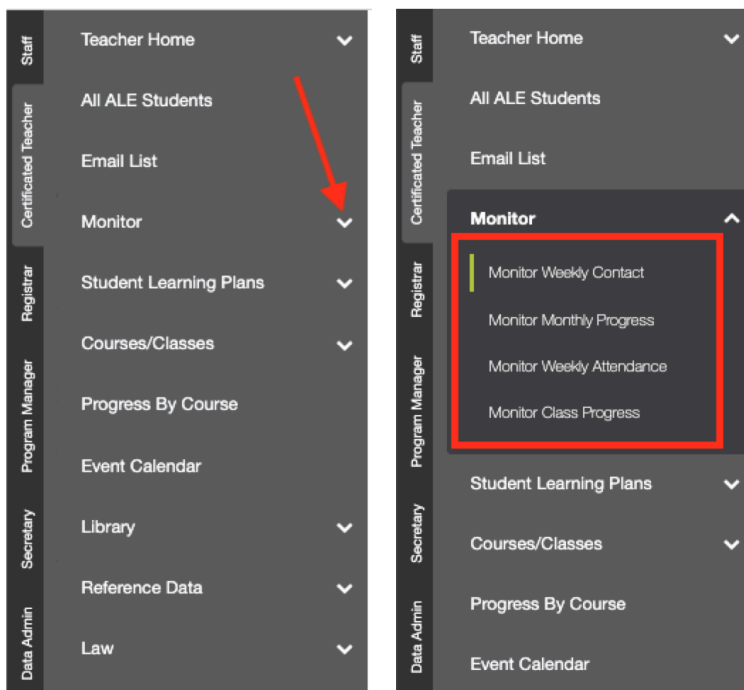 Staff
Certificated Teacher
Registrar
Program Manager
Secretary
Data Admin
Teacher Home
All ALE Students
Email List
Monitor
Student Learning Plans
Courses/Classes
Progress By Course
Event Calendar
Library
Reference Data
Law
Staff
Certificated Teacher
Registrar
Program Manager
Secretary
Data Admin
Teacher Home
All ALE Students
Email List
Monitor
Monitor Weekly Contact
Monitor Monthly Progress
Monitor Weekly Attendance
Monitor Class Progress
Student Learning Plans
Courses/Classes
Progress By Course
Event Calendar